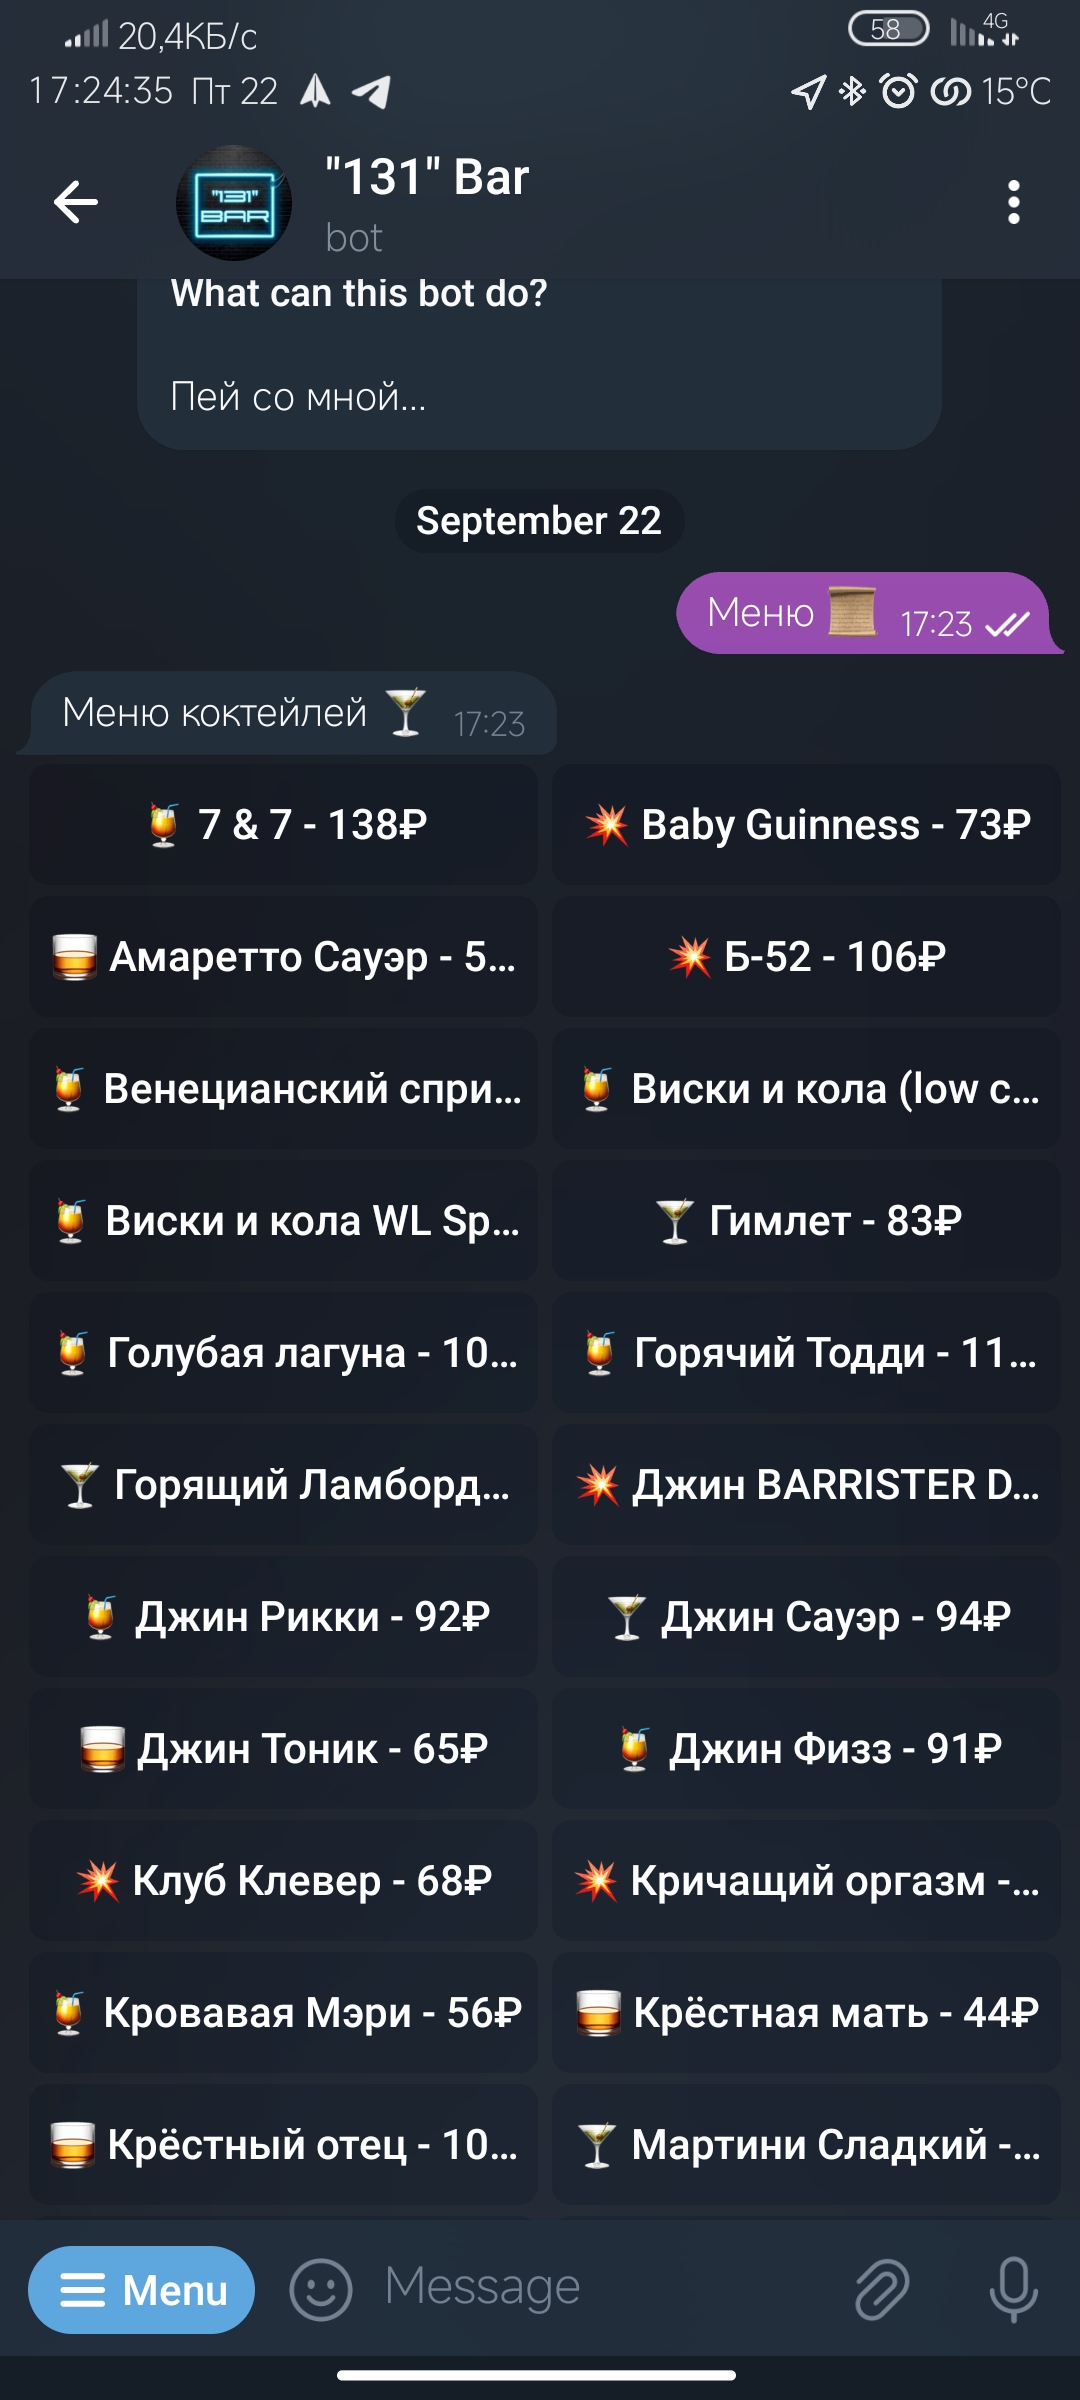 20,4КБ/с 58 4G
17:24:35 Пт 22 15°C
"131" BAR
"131" Bar
bot
What can this bot do?
Пей со мной...
September 22
Меню 📜 17:23
Меню коктейлей 🍸 17:23
🍹 7 & 7 - 138₽
💥 Baby Guinness - 73₽
🥃 Амаретто Сауэр - 5...
💥 Б-52 - 106₽
🍹 Венецианский спри...
🍹 Виски и кола (low c...
🍹 Виски и кола WL Sp...
🍸 Гимлет - 83₽
🍹 Голубая лагуна - 10...
🍹 Горячий Тодди - 11...
🍸 Горящий Ламборд...
💥 Джин BARRISTER D...
🍹 Джин Рикки - 92₽
🍸 Джин Сауэр - 94₽
🥃 Джин Тоник - 65₽
🍹 Джин Физз - 91₽
💥 Клуб Клевер - 68₽
💥 Кричащий оргазм -...
🍹 Кровавая Мэри - 56₽
🥃 Крёстная мать - 44₽
🥃 Крёстный отец - 10...
🍸 Мартини Сладкий -...
Menu
Message